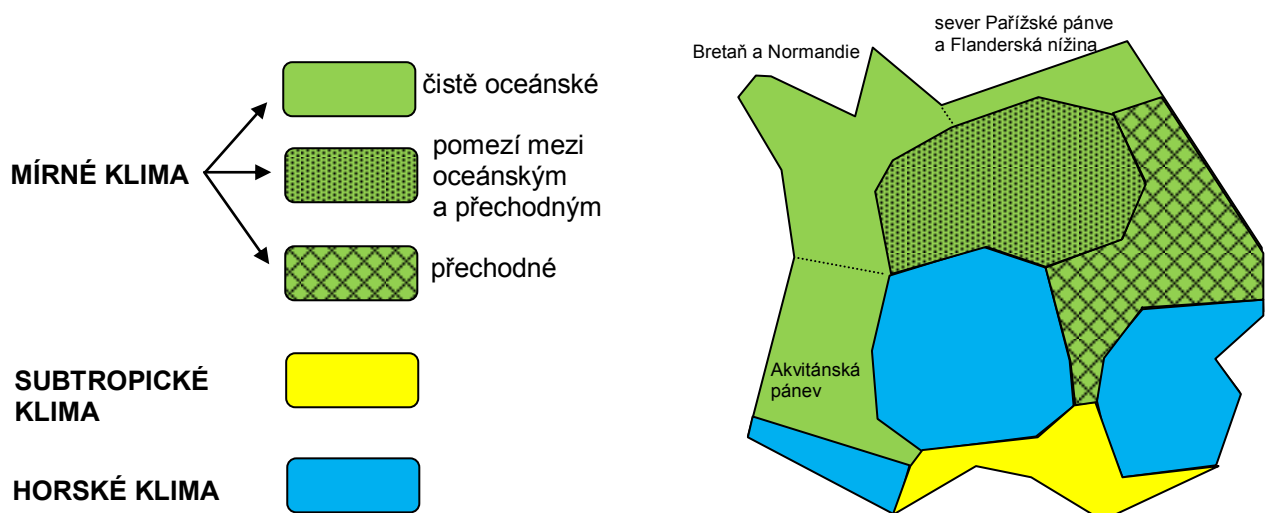 čistě oceánské
MÍRNÉ KLIMA
pomezí mezi
oceánským
a přechodným
přechodné
SUBTROPICKÉ
KLIMA
HORSKÉ KLIMA
sever Pařížské pánve
a Flanderská nížina
Bretaň a Normandie
Akvitánská
pánev